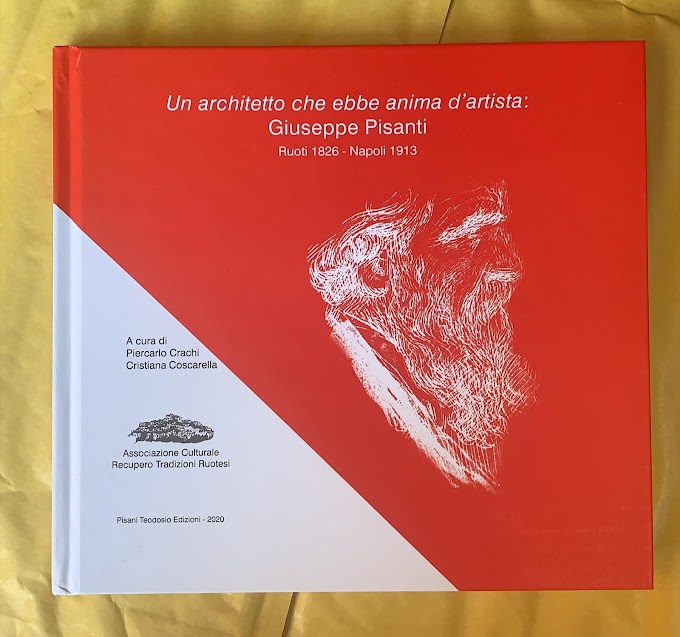 Un architetto che ebbe anima d'artista:
Giuseppe Pisanti
Ruoti 1826 - Napoli 1913
A cura di
Piercarlo Crachi
Cristiana Coscarella
Associazione Culturale
Recupero Tradizioni Ruotesi
Pisani Teodosio Edizioni - 2020